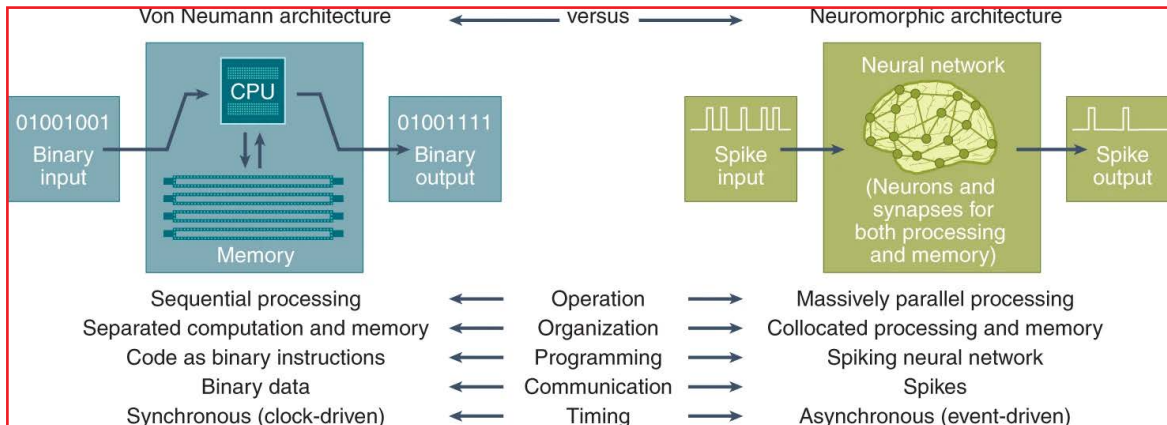 Von Neumann architecture versus Neuromorphic architecture
CPU
01001001
Binary
input
01001111
Binary
output
Memory
Neural network
Spike
input
Spike
output
(Neurons and
synapses for
both processing
and memory)
Sequential processing Operation Massively parallel processing
Separated computation and memory Organization Collocated processing and memory
Code as binary instructions Programming Spiking neural network
Binary data Communication Spikes
Synchronous (clock-driven) Timing Asynchronous (event-driven)